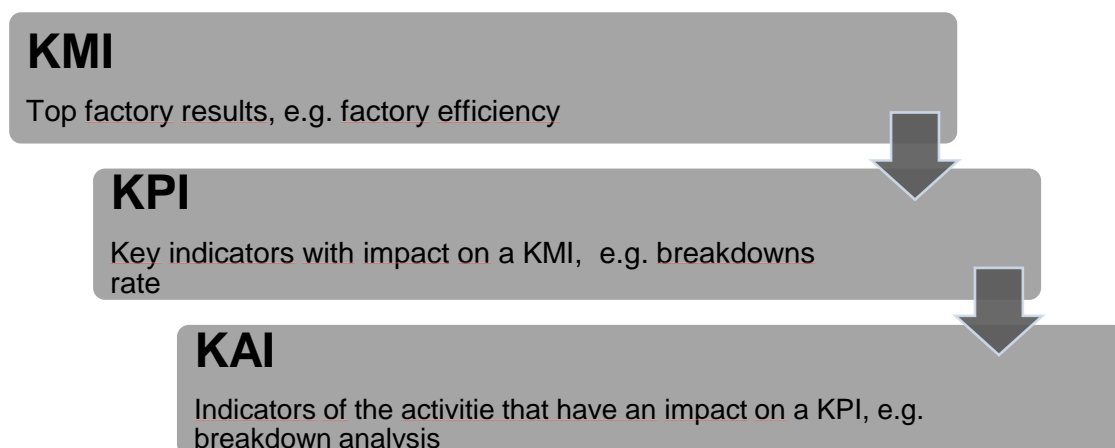 KMI
Top factory results, e.g. factory efficiency
KPI
Key indicators with impact on a KMI,  e.g. breakdowns
rate
KAI
Indicators of the activitie that have an impact on a KPI, e.g.
breakdown analysis